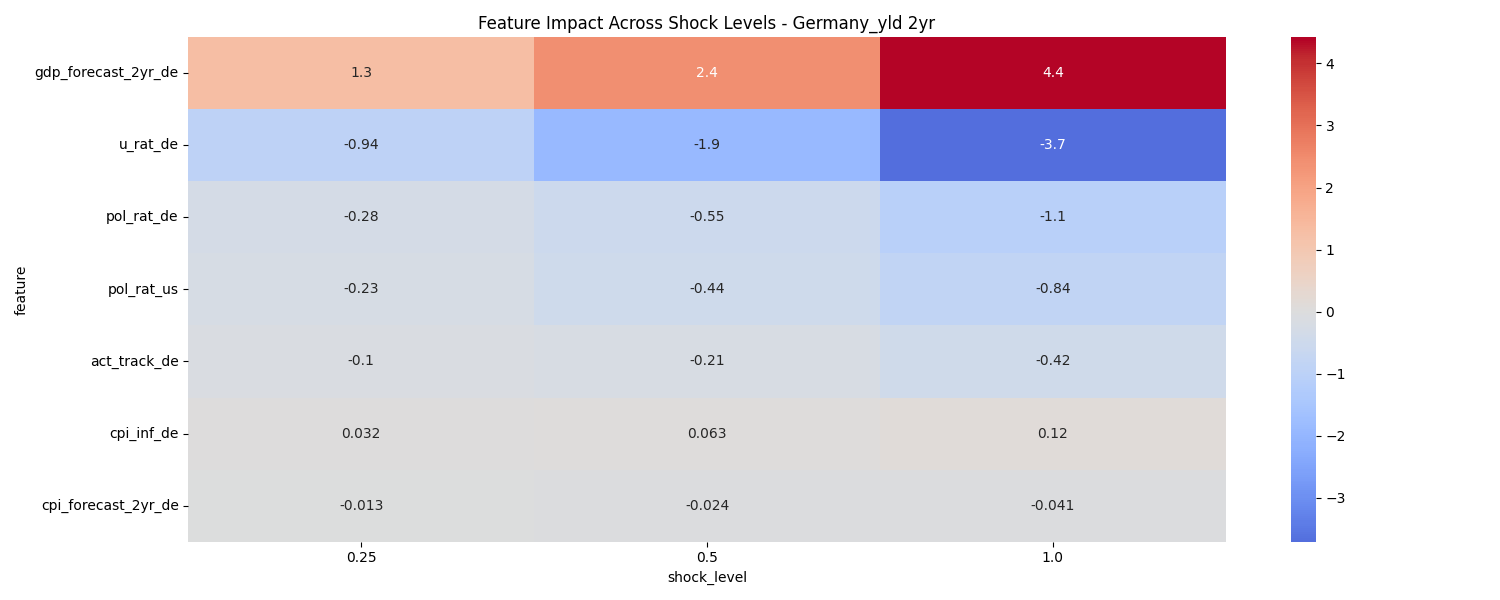 Feature Impact Across Shock Levels - Germany_yld 2yr
feature
gdp_forecast_2yr_de 1.3 2.4 4.4
u_rat_de -0.94 -1.9 -3.7
pol_rat_de -0.28 -0.55 -1.1
pol_rat_us -0.23 -0.44 -0.84
act_track_de -0.1 -0.21 -0.42
cpi_inf_de 0.032 0.063 0.12
cpi_forecast_2yr_de -0.013 -0.024 -0.041
0.25 0.5 1.0
shock_level
4
3
2
1
0
−1
−2
−3